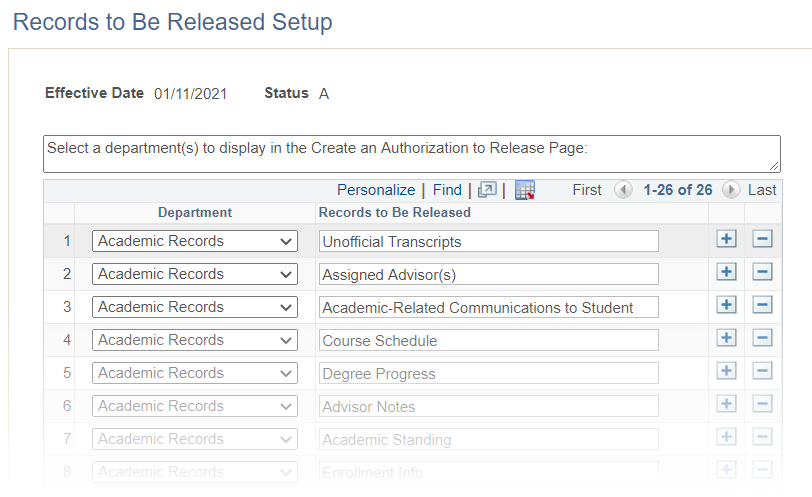 Records to Be Released Setup
Effective Date 01/11/2021 Status A
Select a department(s) to display in the Create an Authorization to Release Page:
Personalize | Find | | First 1-26 of 26 Last
Department Records to Be Released
1 Academic Records Unofficial Transcripts
2 Academic Records Assigned Advisor(s)
3 Academic Records Academic-Related Communications to Student
4 Academic Records Course Schedule
5 Academic Records Degree Progress
6 Academic Records Advisor Notes
7 Academic Records Academic Standing
8 Academic Records Enrollment Info